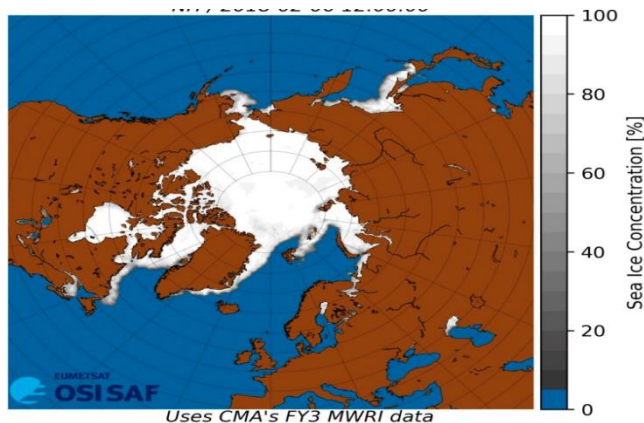 100
80
60
40
20
0
Sea Ice Concentration [%]
EUMETSAT
OSI SAF
Uses CMA's FY3 MWRI data